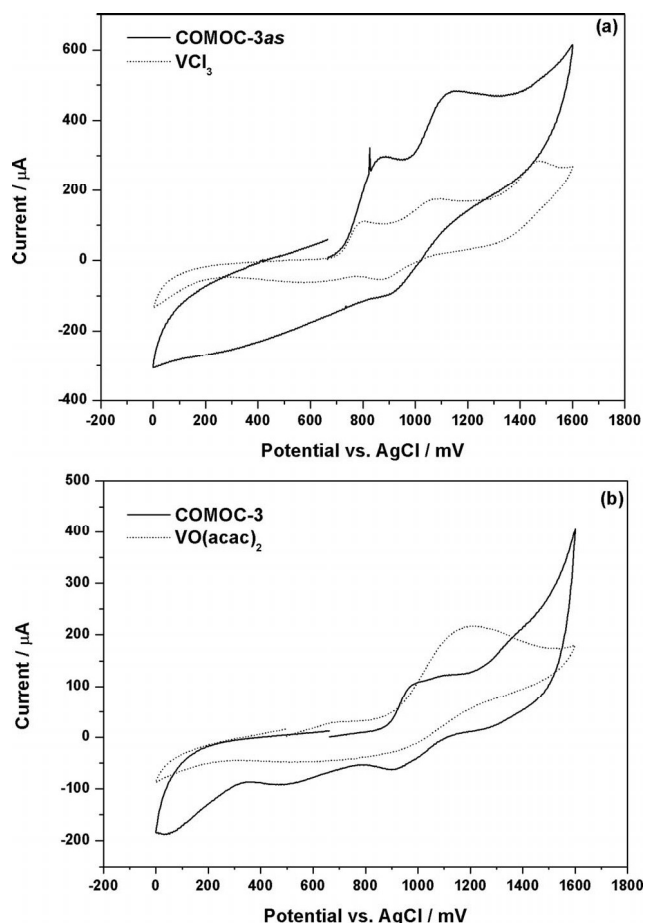 (a)
COMOC-3as
VCl3
600
400
200
0
-200
-400
Current / μA
-200 0 200 400 600 800 1000 1200 1400 1600 1800
Potential vs. AgCl / mV
(b)
COMOC-3
VO(acac)2
500
400
300
200
100
0
-100
-200
Current / μA
-200 0 200 400 600 800 1000 1200 1400 1600 1800
Potential vs. AgCl / mV